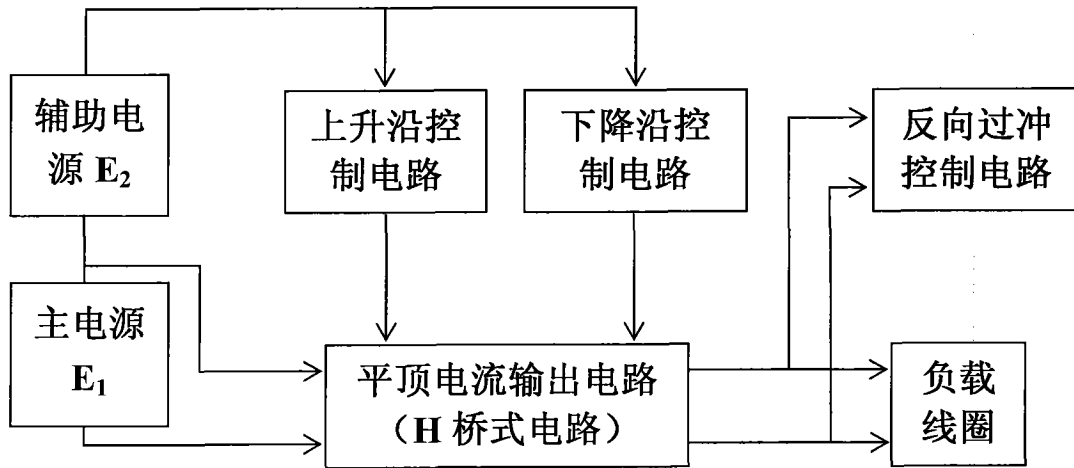 辅助电
源 E₂
上升沿控
制电路
下降沿控
制电路
反向过冲
控制电路
主电源
E₁
平顶电流输出电路
（H 桥式电路）
负载
线圈